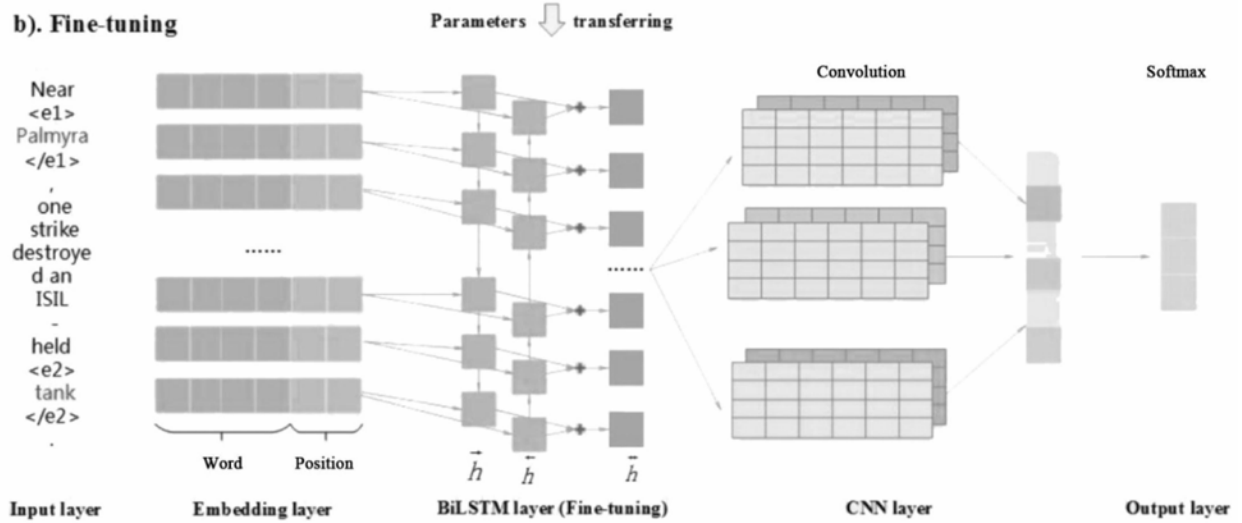 b). Fine-tuning
Parameters transferring
Near
<e1>
Palmyra
</e1>
,
one
strike
destroye
d an
ISIL
-
held
<e2>
tank
</e2>
.
......
Word
Position
h
h
......
h
Convolution
Softmax
Input layer
Embedding layer
BiLSTM layer (Fine-tuning)
CNN layer
Output layer